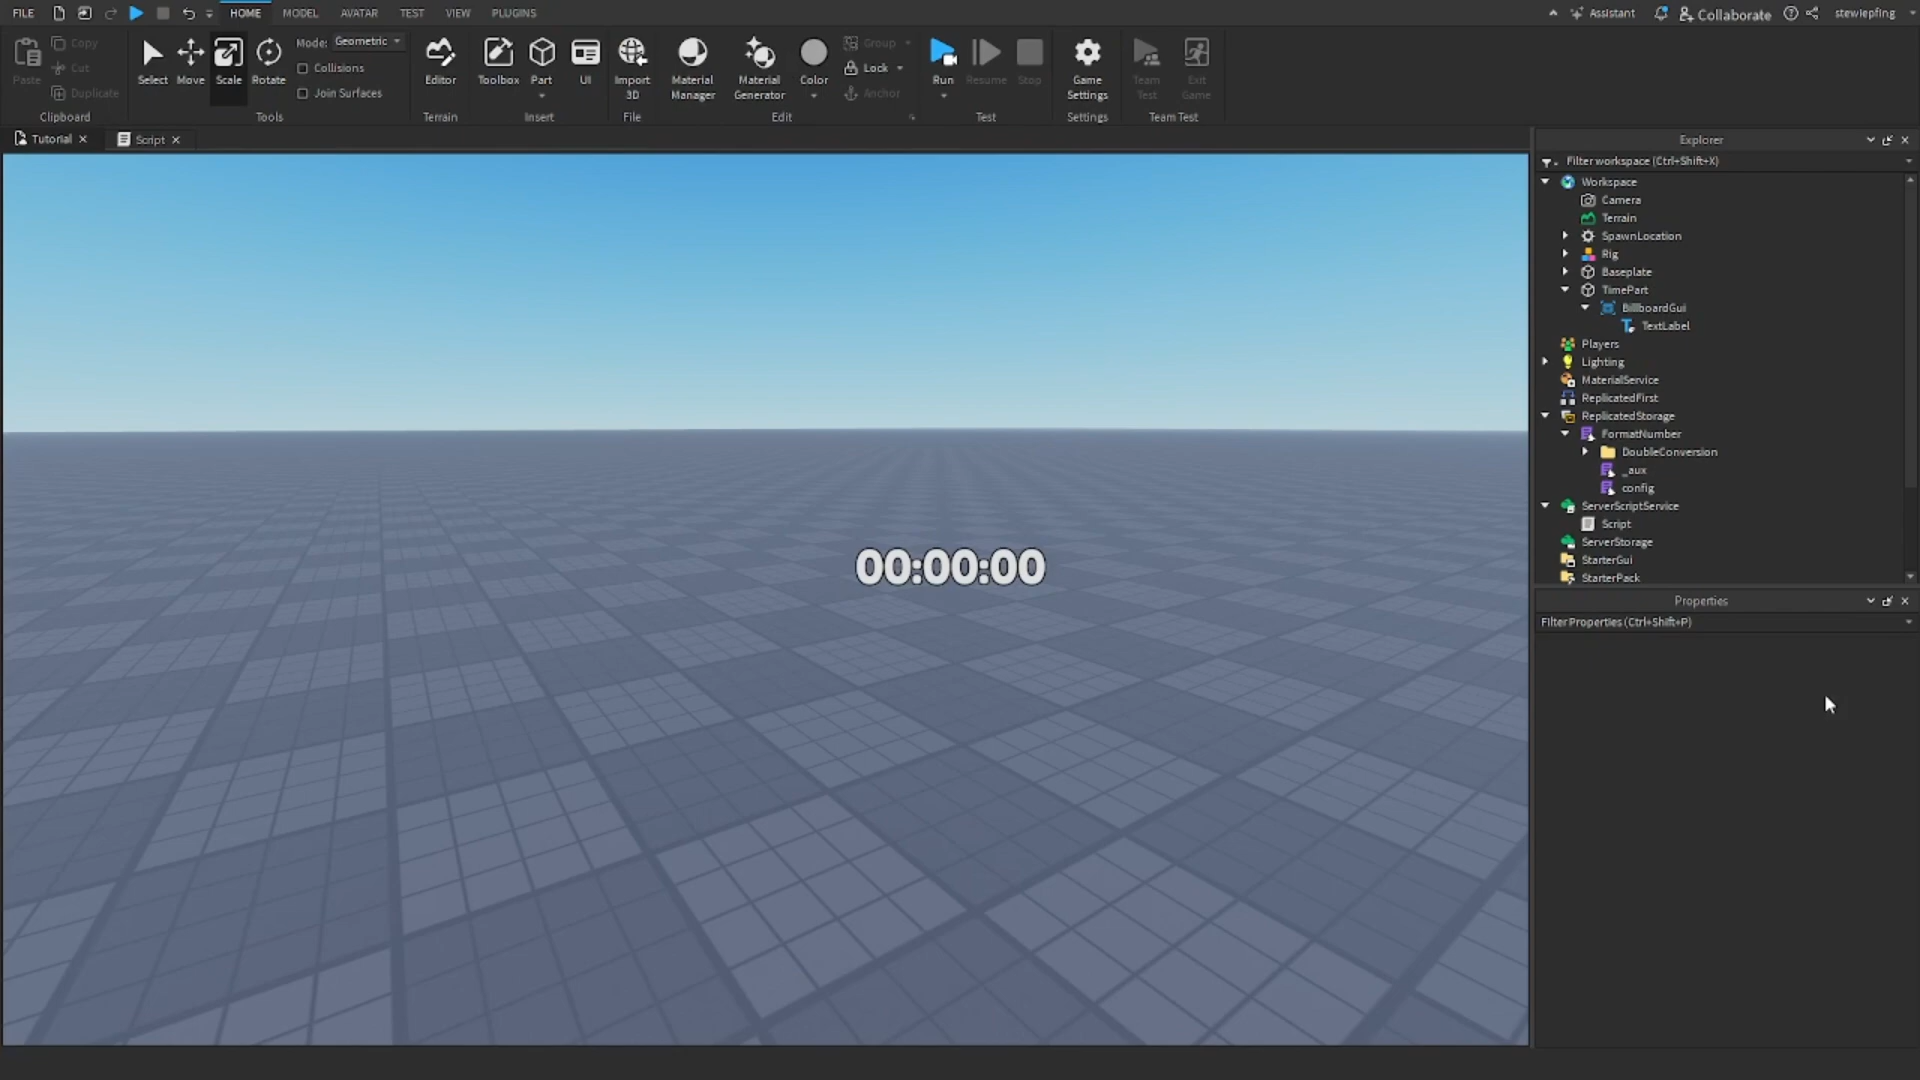 FILE HOME MODEL AVATAR TEST VIEW PLUGINS Assistant Collaborate stewiepfing
Paste Copy Cut Duplicate Clipboard
Select Move Scale Rotate Mode: Geometric Collisions Join Surfaces Tools
Editor Terrain
Toolbox Part UI Insert
Import 3D File
Material Manager Material Generator Color Group Lock Anchor Edit
Run Resume Stop Test
Game Settings Settings
Team Test Exit Game Team Test
Tutorial Script
00:00:00
Explorer
Filter workspace (Ctrl+Shift+X)
Workspace
Camera
Terrain
SpawnLocation
Rig
Baseplate
TimePart
BillboardGui
TextLabel
Players
Lighting
MaterialService
ReplicatedFirst
ReplicatedStorage
FormatNumber
DoubleConversion
_aux
config
ServerScriptService
Script
ServerStorage
StarterGui
StarterPack
Properties
Filter Properties (Ctrl+Shift+P)